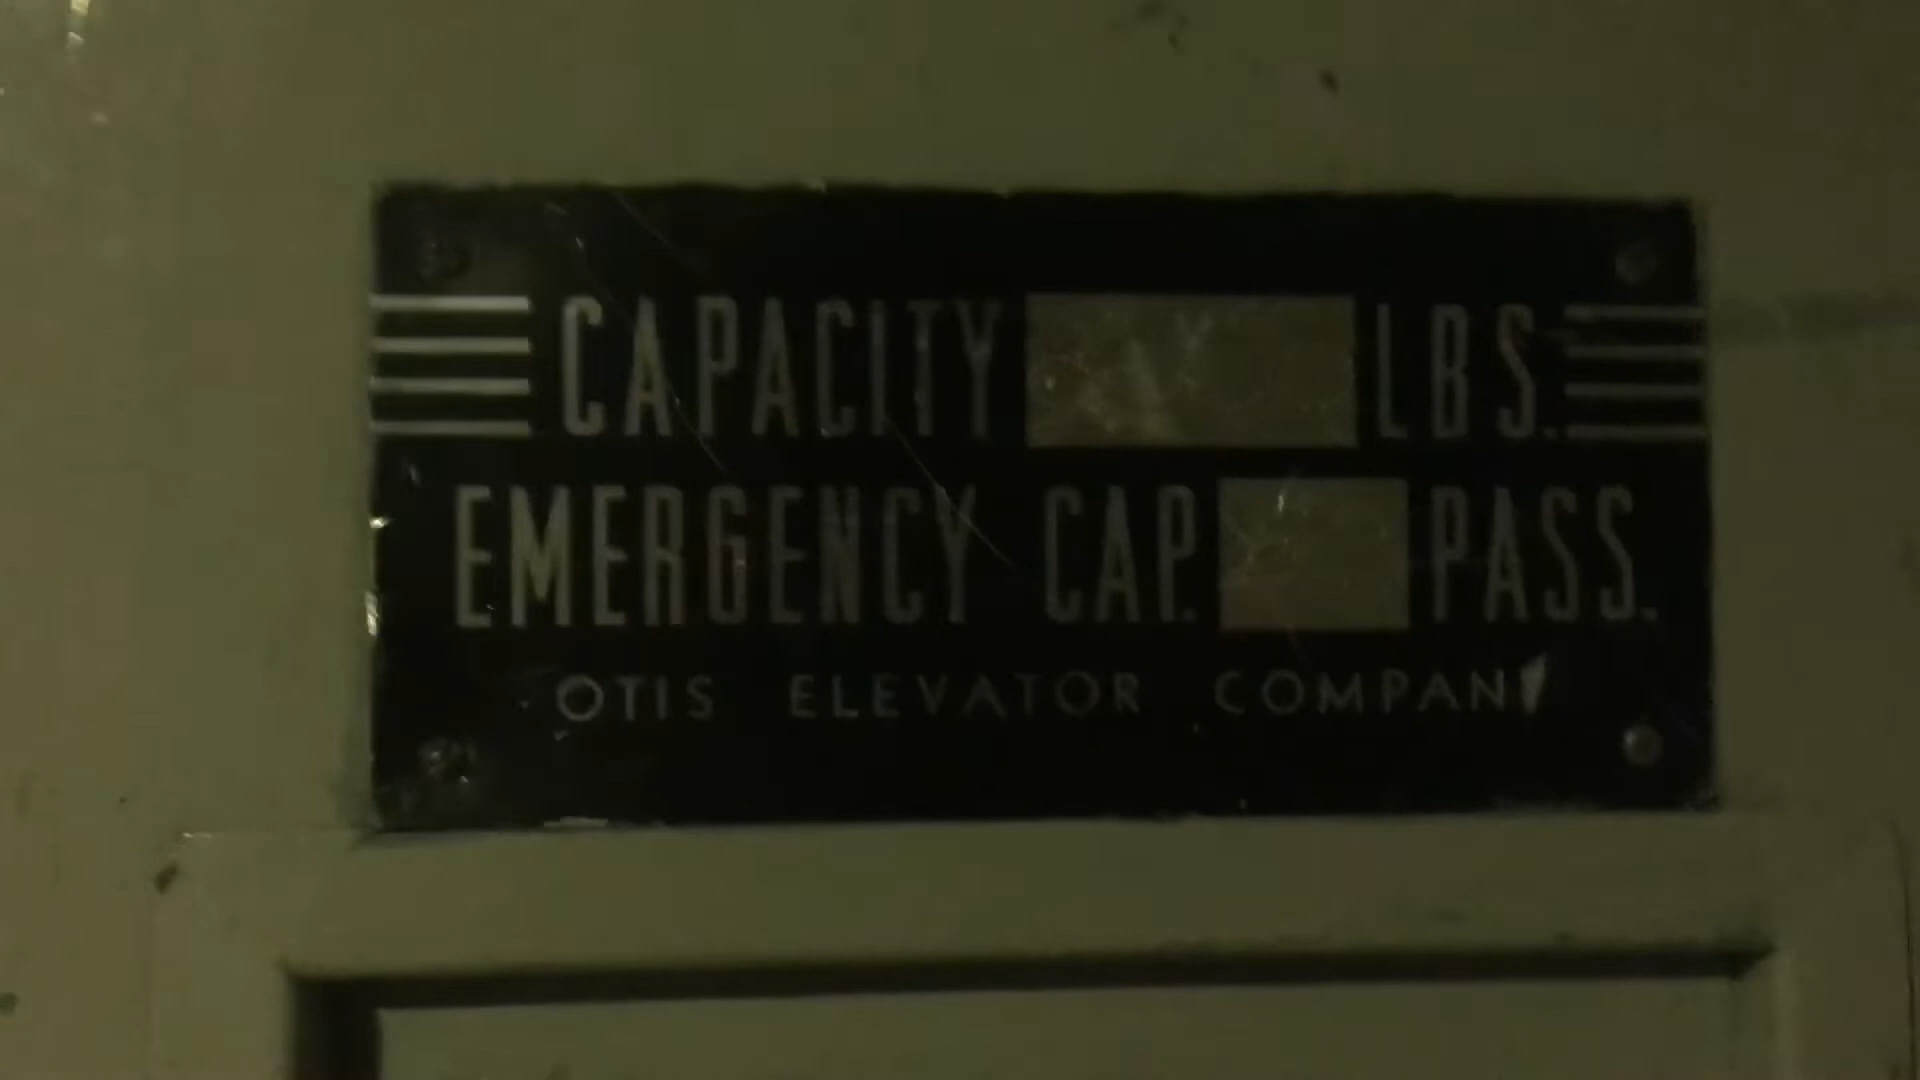 CAPACITY LBS.
EMERGENCY CAP. PASS.
OTIS ELEVATOR COMPANY